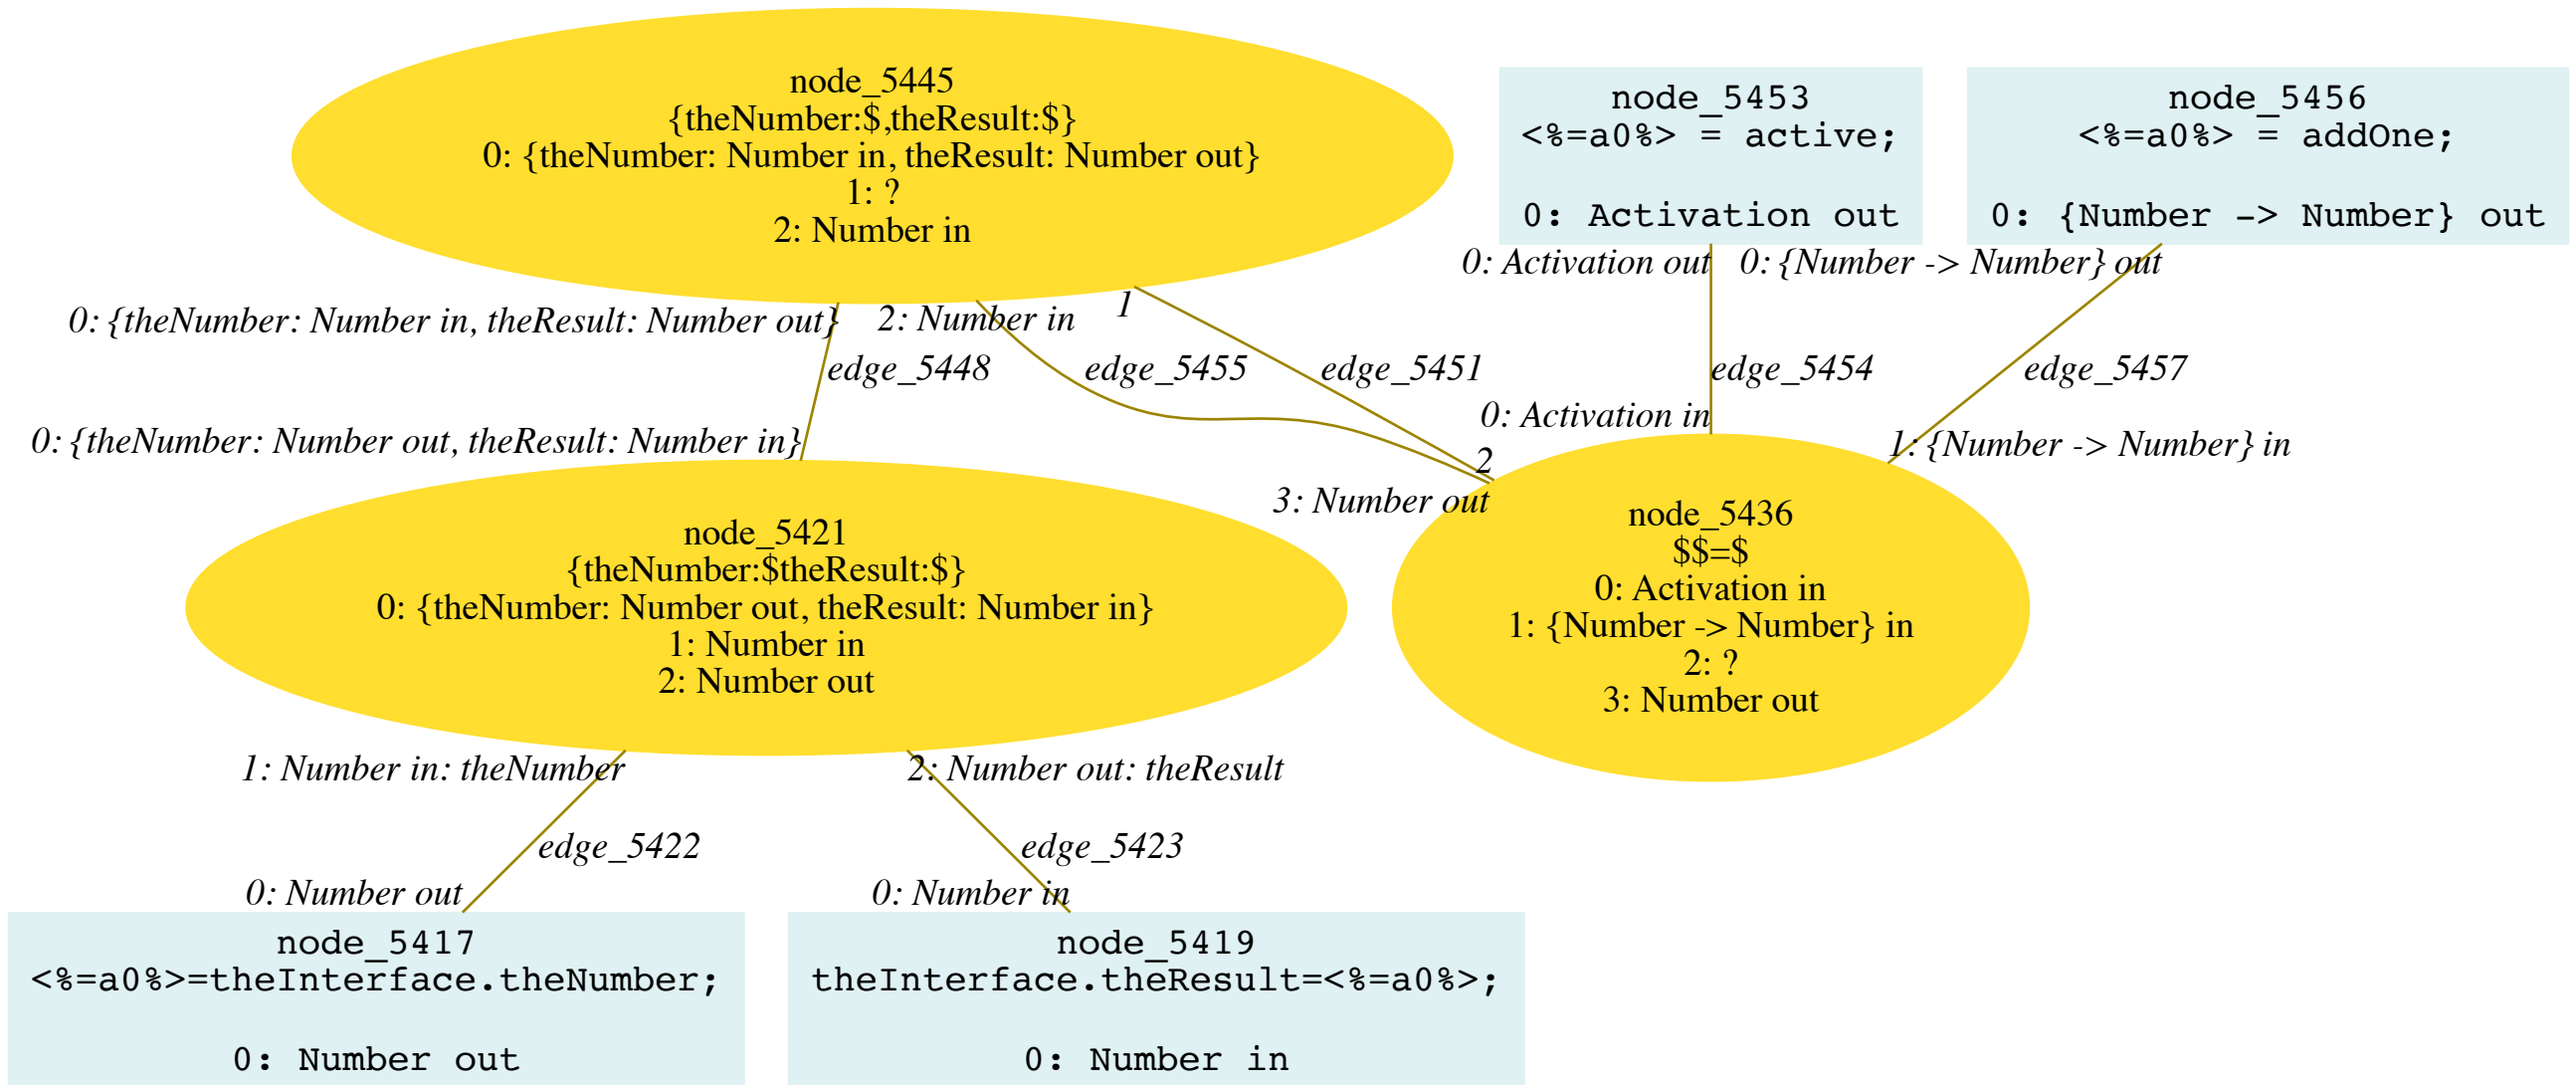 node_5445
{theNumber:$,theResult:$}
0: {theNumber: Number in, theResult: Number out}
1: ?
2: Number in
node_5453
<%=a0%> = active;
0: Activation out
node_5456
<%=a0%> = addOne;
0: {Number -> Number} out
0: {theNumber: Number in, theResult: Number out}
2: Number in
1
0: Activation out
0: {Number -> Number} out
edge_5448
edge_5455
edge_5451
edge_5454
edge_5457
0: {theNumber: Number out, theResult: Number in}
2
3: Number out
0: Activation in
1: {Number -> Number} in
node_5421
{theNumber:$theResult:$}
0: {theNumber: Number out, theResult: Number in}
1: Number in
2: Number out
node_5436
$$=$
0: Activation in
1: {Number -> Number} in
2: ?
3: Number out
1: Number in: theNumber
2: Number out: theResult
edge_5422
edge_5423
0: Number out
0: Number in
node_5417
<%=a0%>=theInterface.theNumber;
0: Number out
node_5419
theInterface.theResult=<%=a0%>;
0: Number in